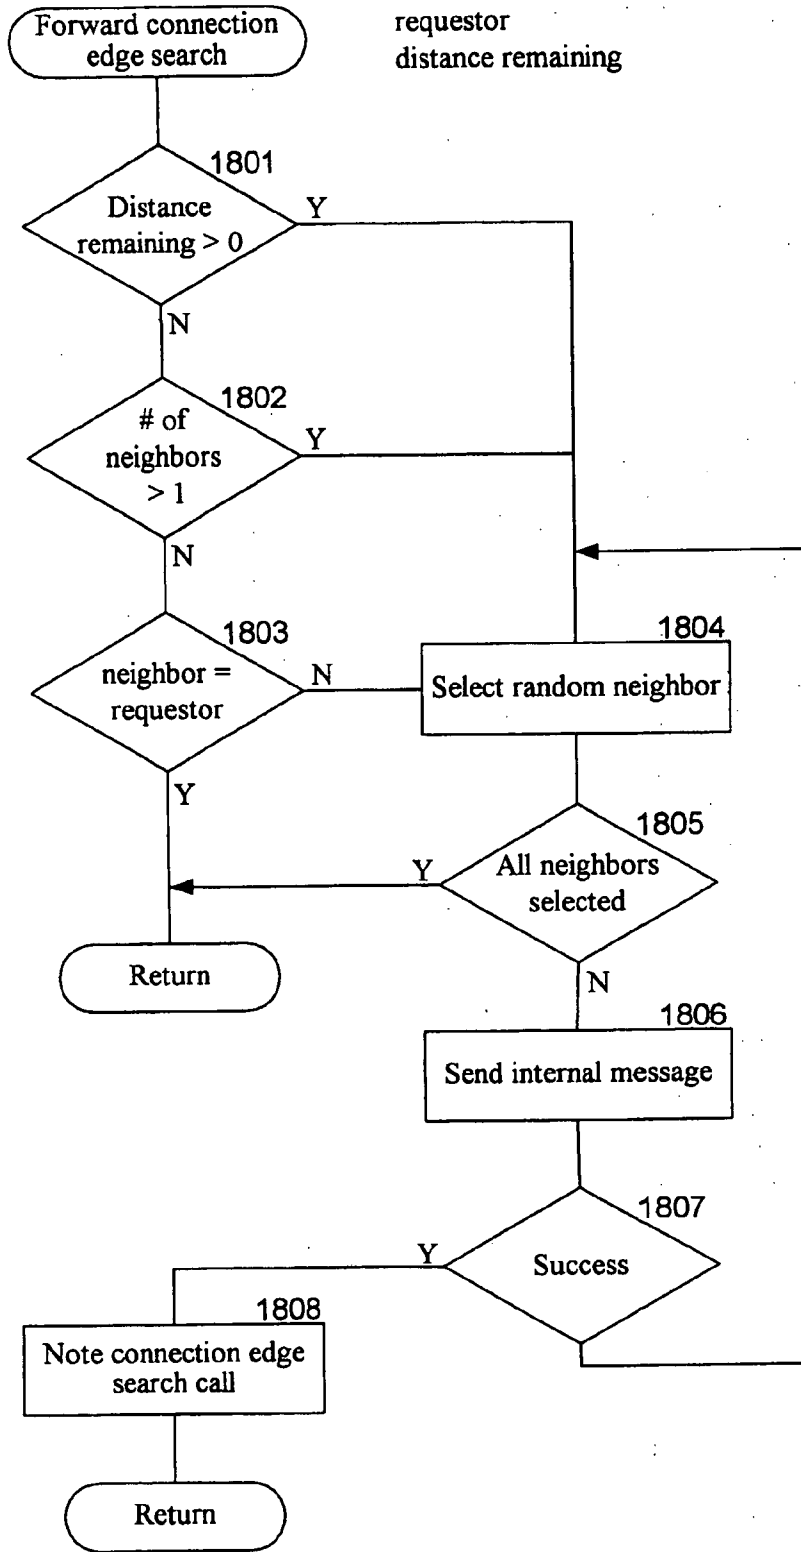 Forward connection
edge search
requestor
distance remaining
1801
Distance
remaining > 0
Y
N
1802
# of
neighbors
> 1
Y
N
1803
neighbor =
requestor
N
Y
1804
Select random neighbor
1805
All neighbors
selected
Y
N
Return
1806
Send internal message
1807
Success
Y
1808
Note connection edge
search call
Return